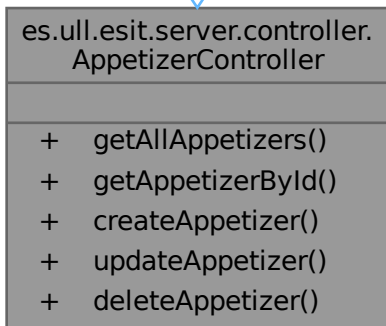 es.ull.esit.server.controller.
AppetizerController
+ getAllAppetizers()
+ getAppetizerById()
+ createAppetizer()
+ updateAppetizer()
+ deleteAppetizer()